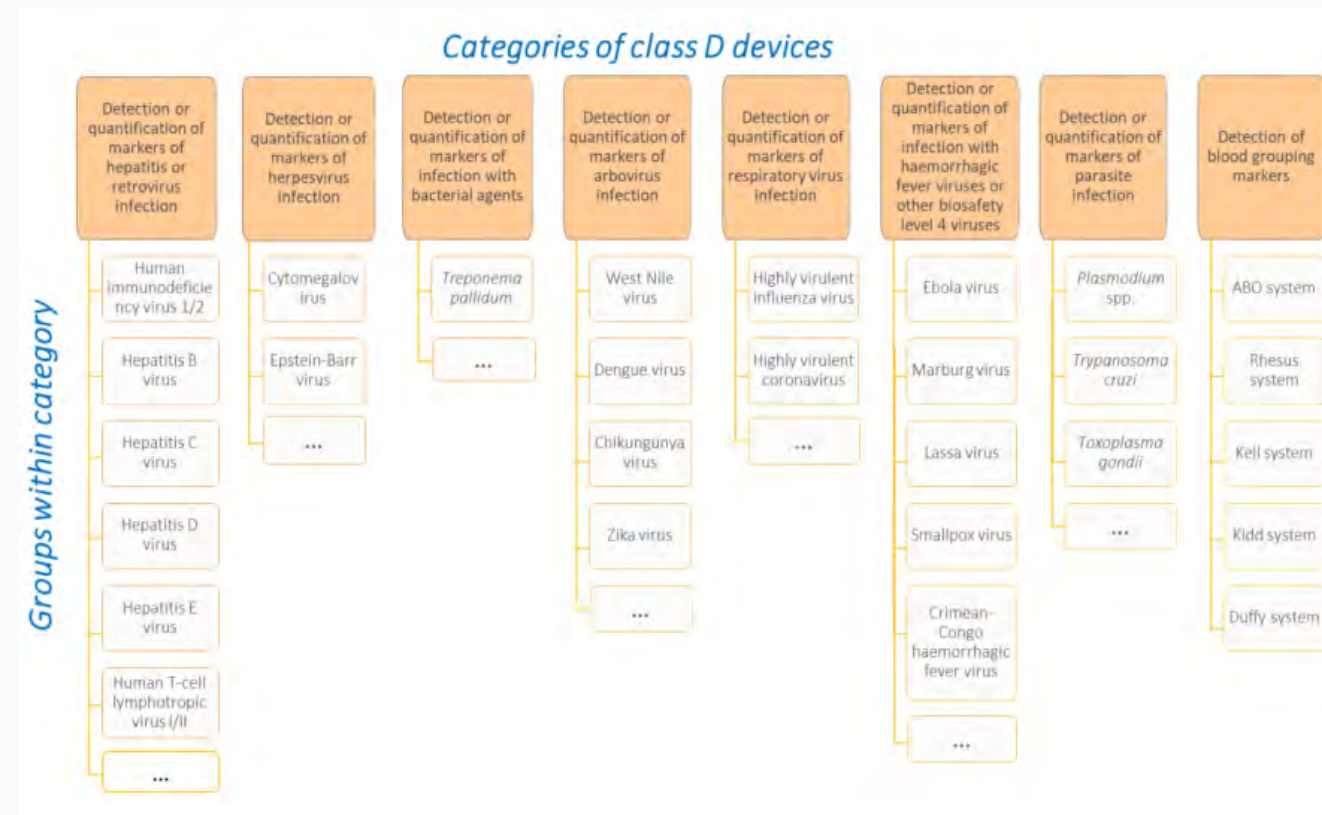 Categories of class D devices
Groups within category
Detection or
quantification of
markers of
hepatitis or
retrovirus
infection
Human
immunodeficie
ncy virus 1/2
Hepatitis B
virus
Hepatitis C
virus
Hepatitis D
virus
Hepatitis E
virus
Human T-cell
lymphotropic
virus I/II
...
Detection or
quantification of
markers of
herpesvirus
infection
Cytomegalov
irus
Epstein-Barr
virus
...
Detection or
quantification of
markers of
infection with
bacterial agents
Treponema
pallidum
...
Detection or
quantification of
markers of
arbovirus
infection
West Nile
virus
Dengue virus
Chikungunya
virus
Zika virus
...
Detection or
quantification of
markers of
respiratory virus
infection
Highly virulent
influenza virus
Highly virulent
coronavirus
...
Detection or
quantification of
markers of
infection with
haemorrhagic
fever viruses or
other biosafety
level 4 viruses
Ebola virus
Marburg virus
Lassa virus
Smallpox virus
Crimean-
Congo
haemorrhagic
fever virus
...
Detection or
quantification of
markers of
parasite
infection
Plasmodium
spp.
Trypanosoma
cruzi
Toxoplasma
gondii
...
Detection of
blood grouping
markers
ABO system
Rhesus
system
Kell system
Kidd system
Duffy system